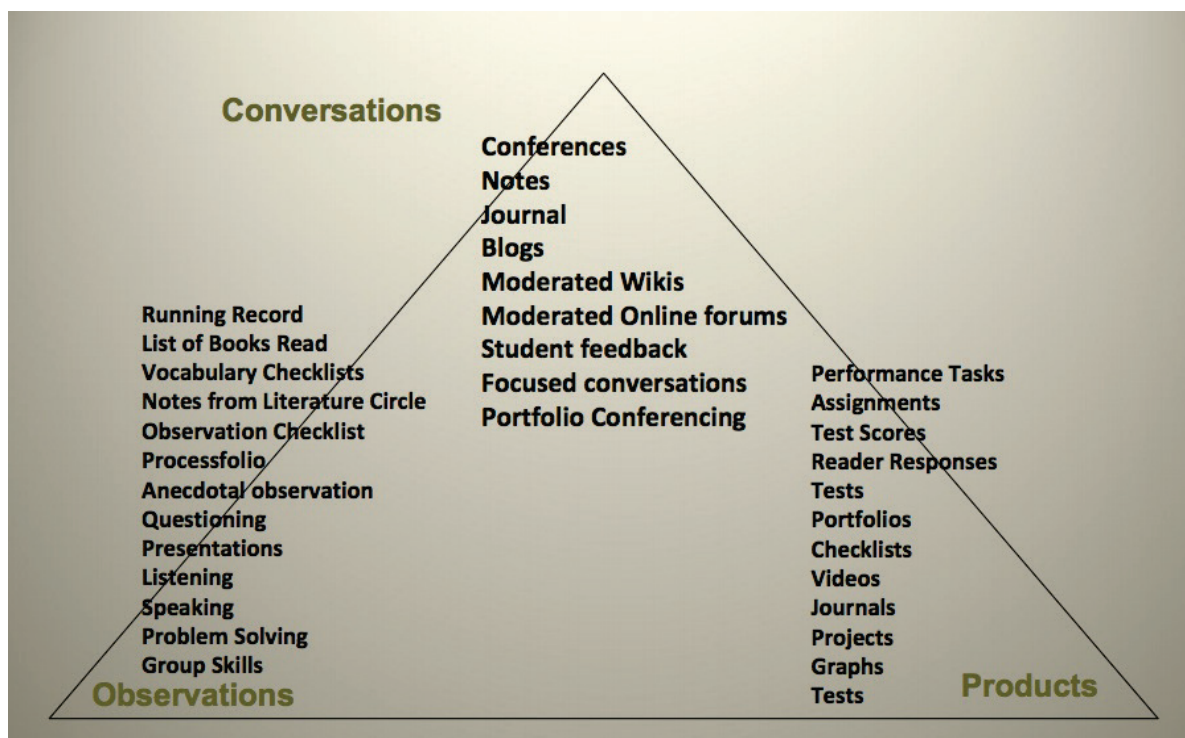 Conversations
Conferences
Notes
Journal
Blogs
Moderated Wikis
Moderated Online forums
Student feedback
Focused conversations
Portfolio Conferencing
Running Record
List of Books Read
Vocabulary Checklists
Notes from Literature Circle
Observation Checklist
Processfolio
Anecdotal observation
Questioning
Presentations
Listening
Speaking
Problem Solving
Group Skills
Observations
Performance Tasks
Assignments
Test Scores
Reader Responses
Tests
Portfolios
Checklists
Videos
Journals
Projects
Graphs
Tests
Products